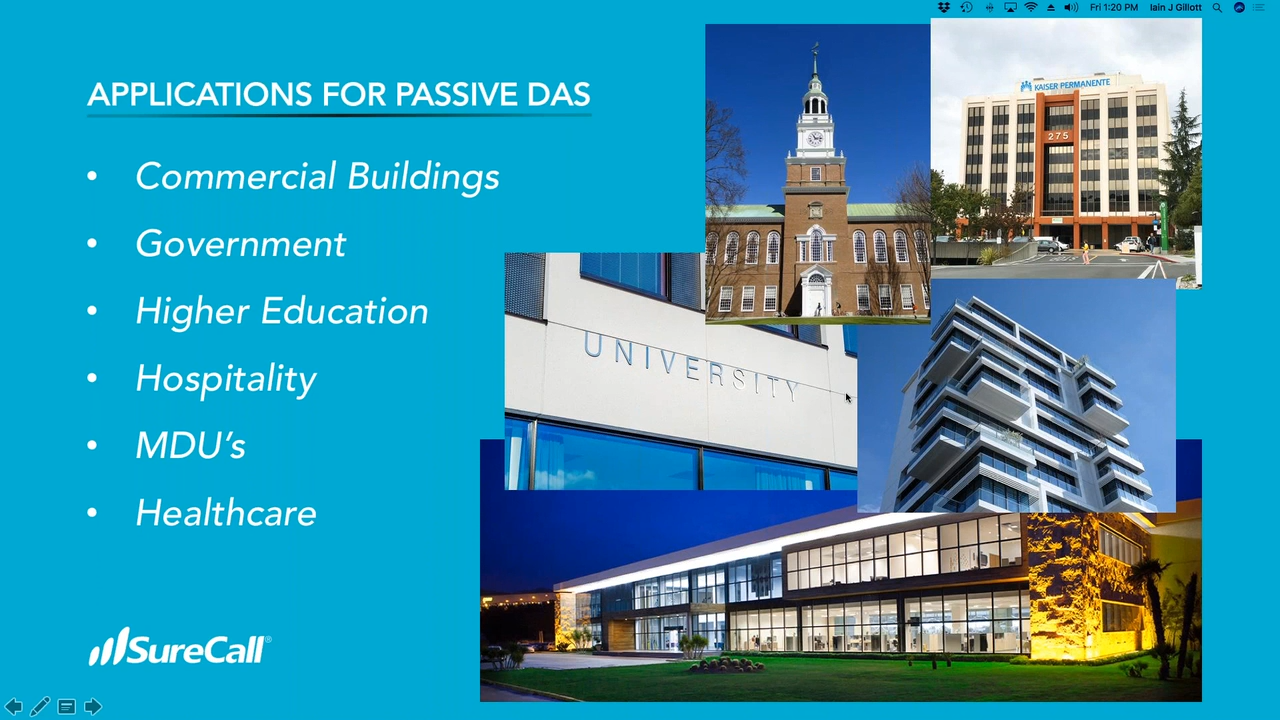 Fri 1:20 PM Iain J Gillott
APPLICATIONS FOR PASSIVE DAS
• Commercial Buildings
• Government
• Higher Education
• Hospitality
• MDU’s
• Healthcare
SureCall®
KAISER PERMANENTE
275
UNIVERSITY